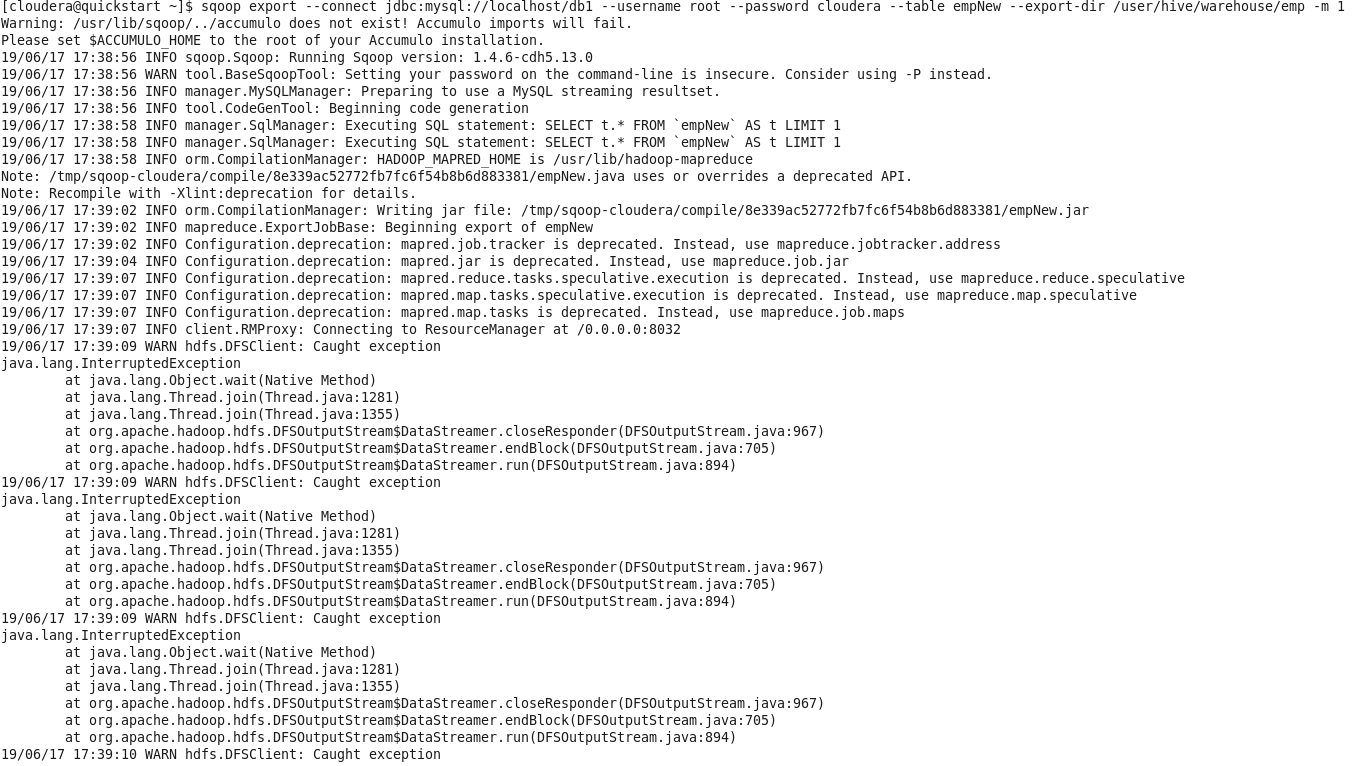 [cloudera@quickstart ~]$ sqoop export --connect jdbc:mysql://localhost/db1 --username root --password cloudera --table empNew --export-dir /user/hive/warehouse/emp -m 1
Warning: /usr/lib/sqoop/../accumulo does not exist! Accumulo imports will fail.
Please set $ACCUMULO_HOME to the root of your Accumulo installation.
19/06/17 17:38:56 INFO sqoop.Sqoop: Running Sqoop version: 1.4.6-cdh5.13.0
19/06/17 17:38:56 WARN tool.BaseSqoopTool: Setting your password on the command-line is insecure. Consider using -P instead.
19/06/17 17:38:56 INFO manager.MySQLManager: Preparing to use a MySQL streaming resultset.
19/06/17 17:38:56 INFO tool.CodeGenTool: Beginning code generation
19/06/17 17:38:58 INFO manager.SqlManager: Executing SQL statement: SELECT t.* FROM `empNew` AS t LIMIT 1
19/06/17 17:38:58 INFO manager.SqlManager: Executing SQL statement: SELECT t.* FROM `empNew` AS t LIMIT 1
19/06/17 17:38:58 INFO orm.CompilationManager: HADOOP_MAPRED_HOME is /usr/lib/hadoop-mapreduce
Note: /tmp/sqoop-cloudera/compile/8e339ac52772fb7fc6f54b8b6d883381/empNew.java uses or overrides a deprecated API.
Note: Recompile with -Xlint:deprecation for details.
19/06/17 17:39:02 INFO orm.CompilationManager: Writing jar file: /tmp/sqoop-cloudera/compile/8e339ac52772fb7fc6f54b8b6d883381/empNew.jar
19/06/17 17:39:02 INFO mapreduce.ExportJobBase: Beginning export of empNew
19/06/17 17:39:02 INFO Configuration.deprecation: mapred.job.tracker is deprecated. Instead, use mapreduce.jobtracker.address
19/06/17 17:39:04 INFO Configuration.deprecation: mapred.jar is deprecated. Instead, use mapreduce.job.jar
19/06/17 17:39:07 INFO Configuration.deprecation: mapred.reduce.tasks.speculative.execution is deprecated. Instead, use mapreduce.reduce.speculative
19/06/17 17:39:07 INFO Configuration.deprecation: mapred.map.tasks.speculative.execution is deprecated. Instead, use mapreduce.map.speculative
19/06/17 17:39:07 INFO Configuration.deprecation: mapred.map.tasks is deprecated. Instead, use mapreduce.job.maps
19/06/17 17:39:07 INFO client.RMProxy: Connecting to ResourceManager at /0.0.0.0:8032
19/06/17 17:39:09 WARN hdfs.DFSClient: Caught exception
java.lang.InterruptedException
        at java.lang.Object.wait(Native Method)
        at java.lang.Thread.join(Thread.java:1281)
        at java.lang.Thread.join(Thread.java:1355)
        at org.apache.hadoop.hdfs.DFSOutputStream$DataStreamer.closeResponder(DFSOutputStream.java:967)
        at org.apache.hadoop.hdfs.DFSOutputStream$DataStreamer.endBlock(DFSOutputStream.java:705)
        at org.apache.hadoop.hdfs.DFSOutputStream$DataStreamer.run(DFSOutputStream.java:894)
19/06/17 17:39:09 WARN hdfs.DFSClient: Caught exception
java.lang.InterruptedException
        at java.lang.Object.wait(Native Method)
        at java.lang.Thread.join(Thread.java:1281)
        at java.lang.Thread.join(Thread.java:1355)
        at org.apache.hadoop.hdfs.DFSOutputStream$DataStreamer.closeResponder(DFSOutputStream.java:967)
        at org.apache.hadoop.hdfs.DFSOutputStream$DataStreamer.endBlock(DFSOutputStream.java:705)
        at org.apache.hadoop.hdfs.DFSOutputStream$DataStreamer.run(DFSOutputStream.java:894)
19/06/17 17:39:09 WARN hdfs.DFSClient: Caught exception
java.lang.InterruptedException
        at java.lang.Object.wait(Native Method)
        at java.lang.Thread.join(Thread.java:1281)
        at java.lang.Thread.join(Thread.java:1355)
        at org.apache.hadoop.hdfs.DFSOutputStream$DataStreamer.closeResponder(DFSOutputStream.java:967)
        at org.apache.hadoop.hdfs.DFSOutputStream$DataStreamer.endBlock(DFSOutputStream.java:705)
        at org.apache.hadoop.hdfs.DFSOutputStream$DataStreamer.run(DFSOutputStream.java:894)
19/06/17 17:39:10 WARN hdfs.DFSClient: Caught exception